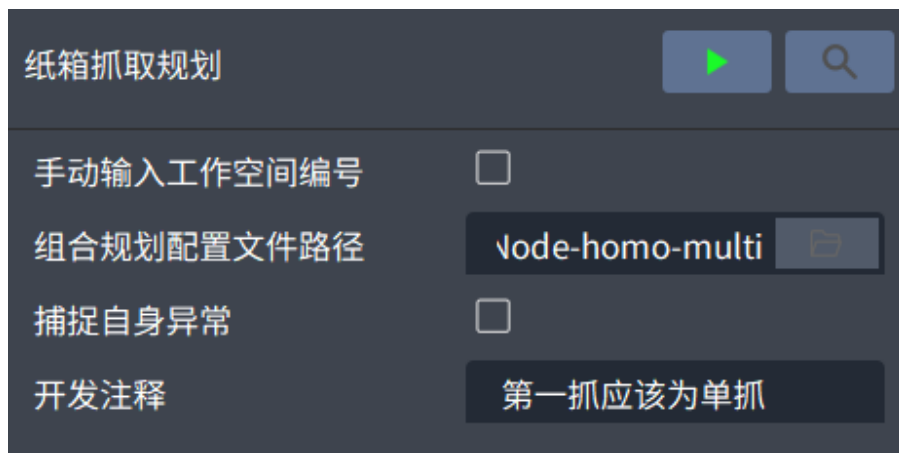 纸箱抓取规划
手动输入工作空间编号
组合规划配置文件路径 Node-homo-multi
捕捉自身异常
开发注释 第一抓应该为单抓